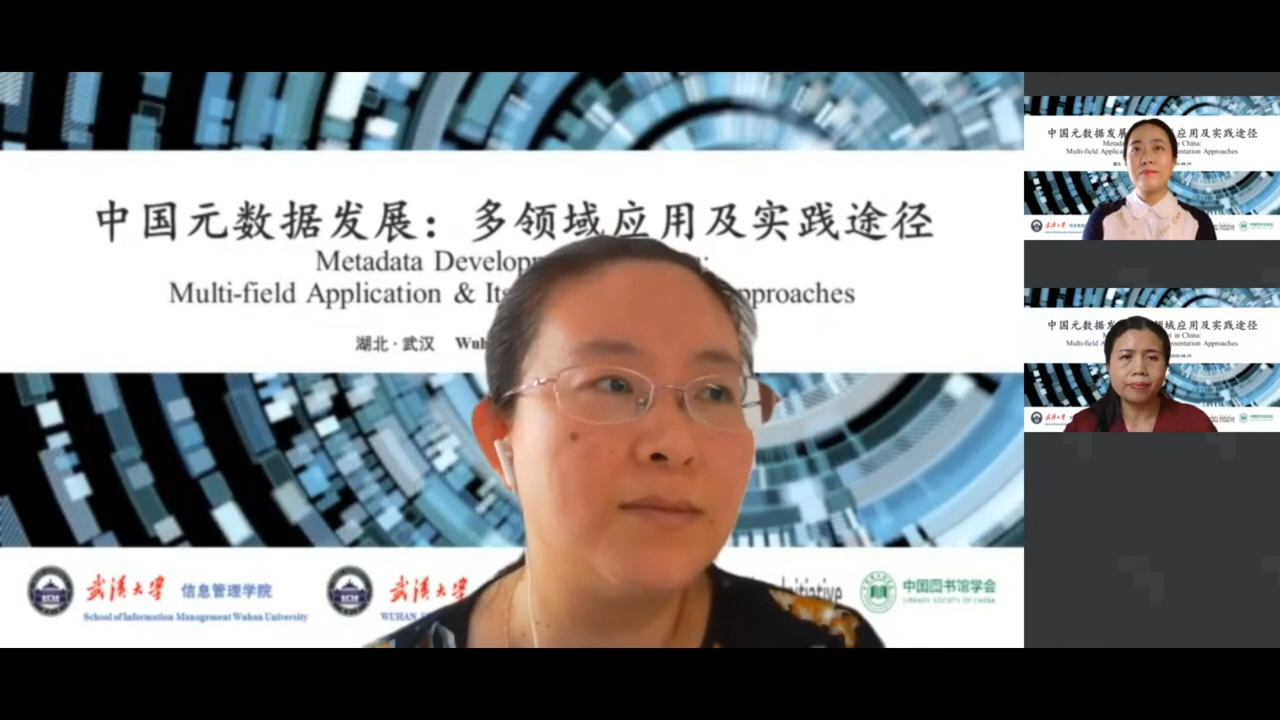 中国元数据发展：多领域应用及实践途径
Metadata Develop
Multi-field Application & Its pproaches
湖北·武汉 Wuh
武汉大学 信息管理学院
School of Information Management Wuhan University
武汉大学
WUHAN
Initiative
中国图书馆学会
LIBRARY SOCIETY OF CHINA
中国元数据发展 应用及实践途径
Metada in China:
Multi-field Applic entation Approaches
中国元数据发 领域应用及实践途径
Multi-field mentation Approaches